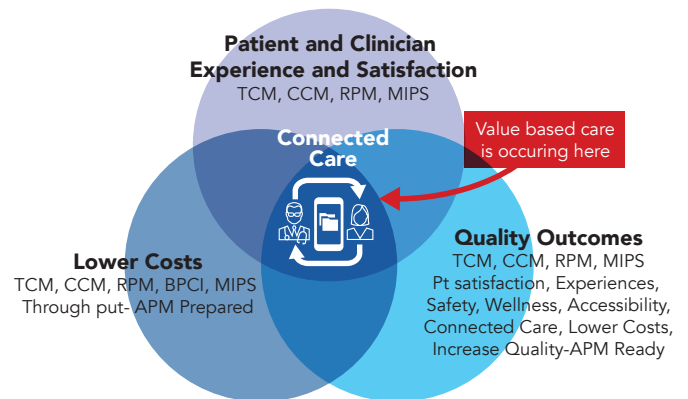 Patient and Clinician
Experience and Satisfaction
TCM, CCM, RPM, MIPS
Connected
Care
Value based care
is occuring here
Lower Costs
TCM, CCM, RPM, BPCI, MIPS
Through put- APM Prepared
Quality Outcomes
TCM, CCM, RPM, MIPS
Pt satisfaction, Experiences,
Safety, Wellness, Accessibility,
Connected Care, Lower Costs,
Increase Quality-APM Ready